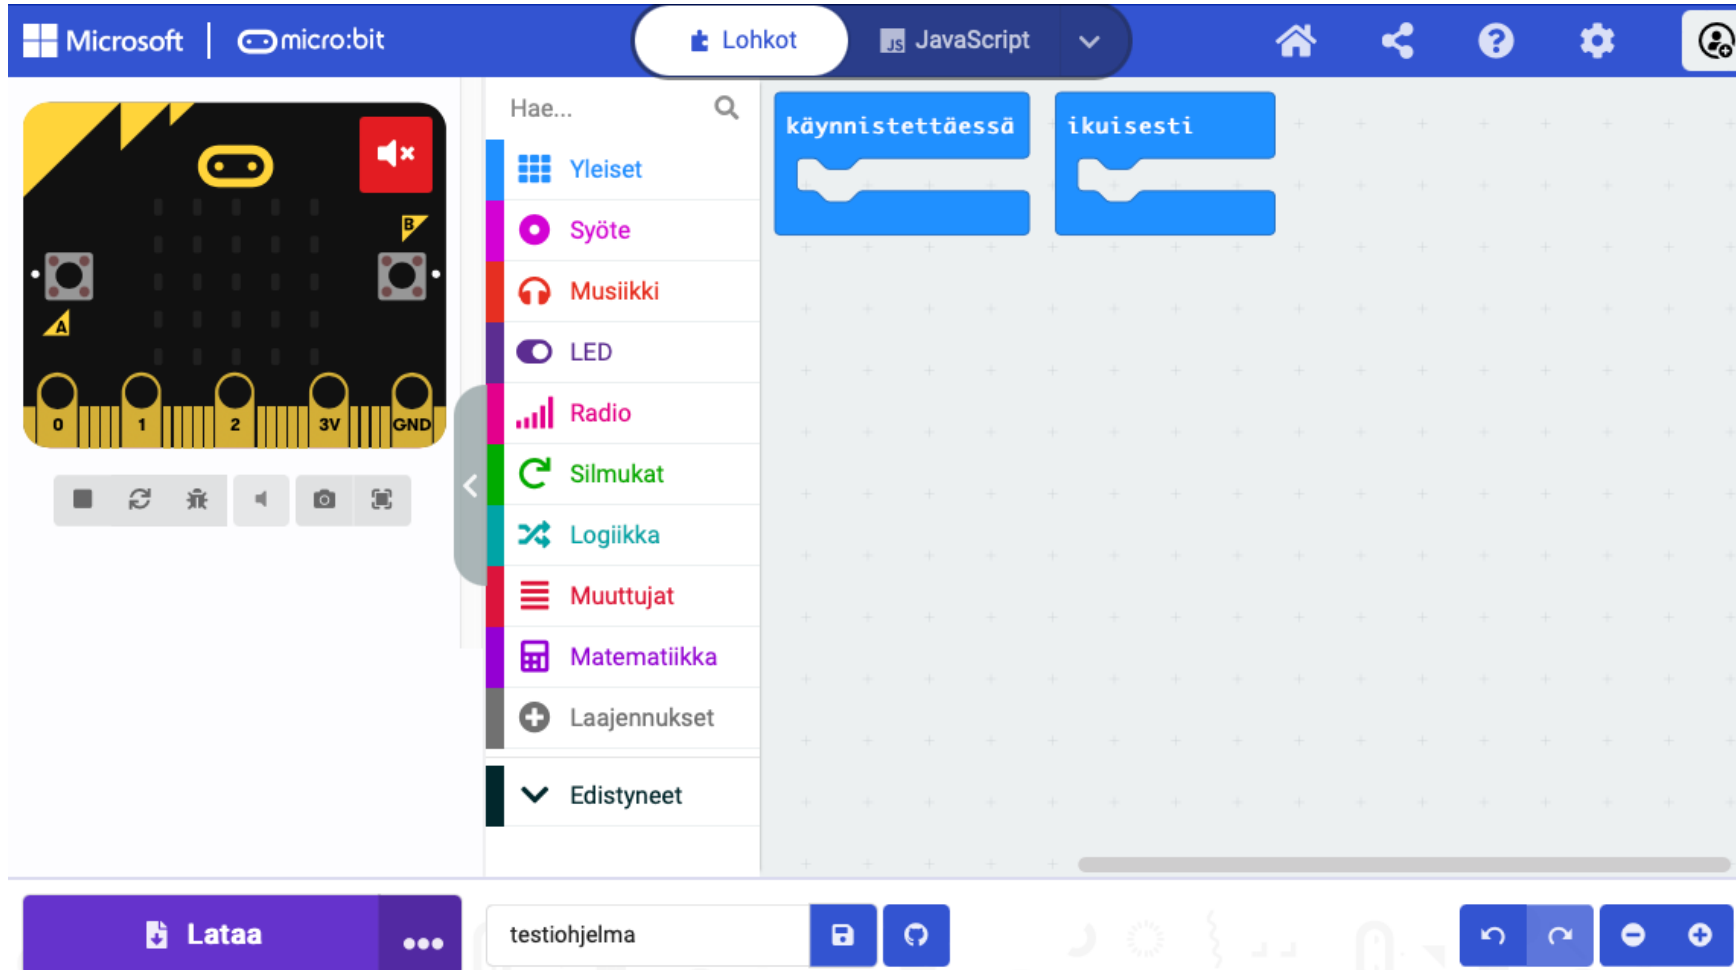 Microsoft micro:bit Lohkot JS JavaScript
Hae...
Yleiset
Syöte
Musiikki
LED
Radio
Silmukat
Logiikka
Muuttujat
Matematiikka
Laajennukset
Edistyneet
käynnistettäessä
ikuisesti
B
A
0 1 2 3V GND
Lataa
testiohjelma